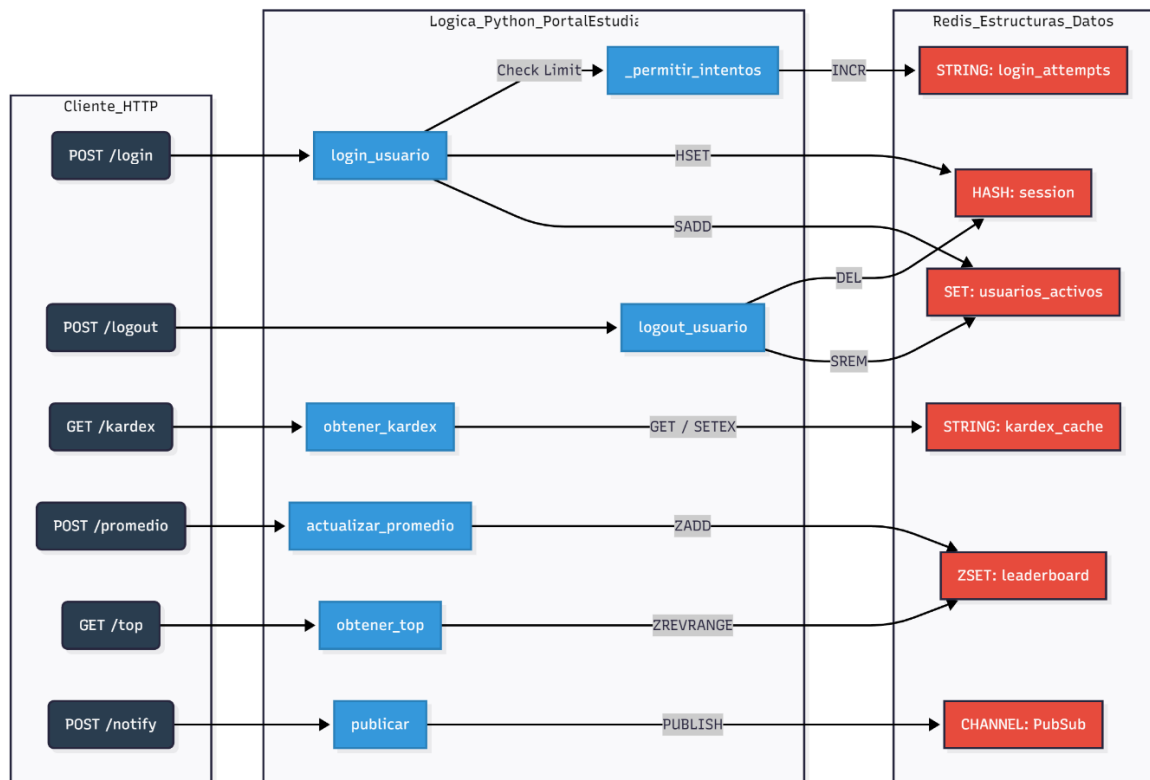 Logica_Python_PortalEstudia
Redis_Estructuras_Datos
Cliente_HTTP
Check Limit
_permitir_intentos
INCR
STRING: login_attempts
POST /login
login_usuario
HSET
HASH: session
SADD
DEL
SET: usuarios_activos
POST /logout
logout_usuario
SREM
GET /kardex
obtener_kardex
GET / SETEX
STRING: kardex_cache
POST /promedio
actualizar_promedio
ZADD
ZSET: leaderboard
GET /top
obtener_top
ZREVRANGE
POST /notify
publicar
PUBLISH
CHANNEL: PubSub